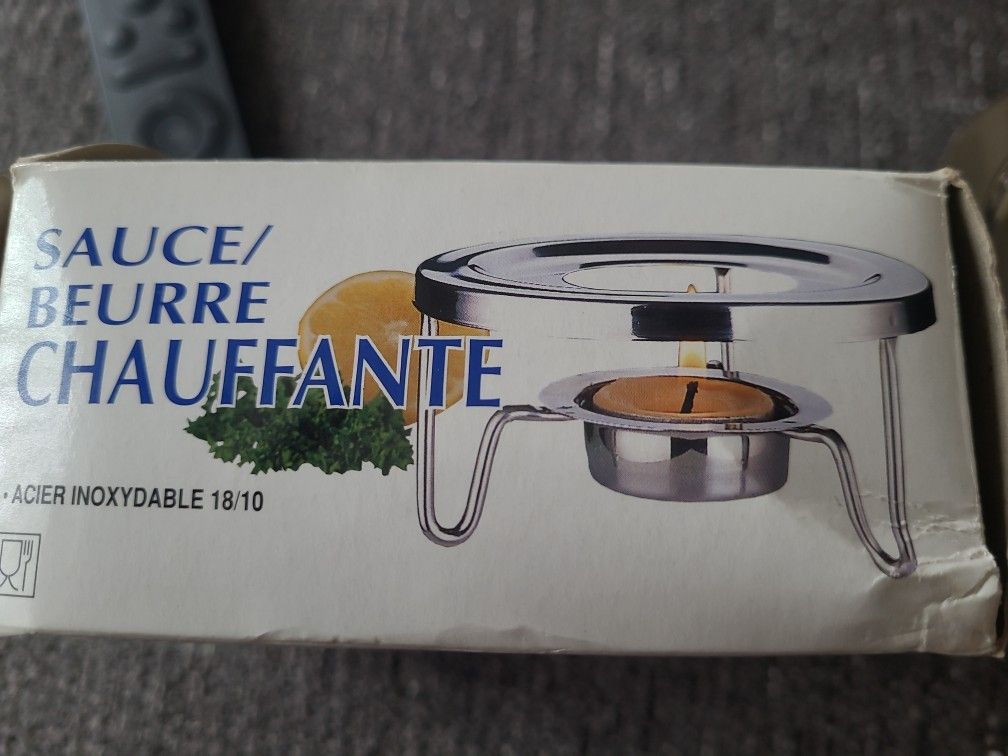 SAUCE/
BEURRE
CHAUFFANTE
• ACIER INOXYDABLE 18/10